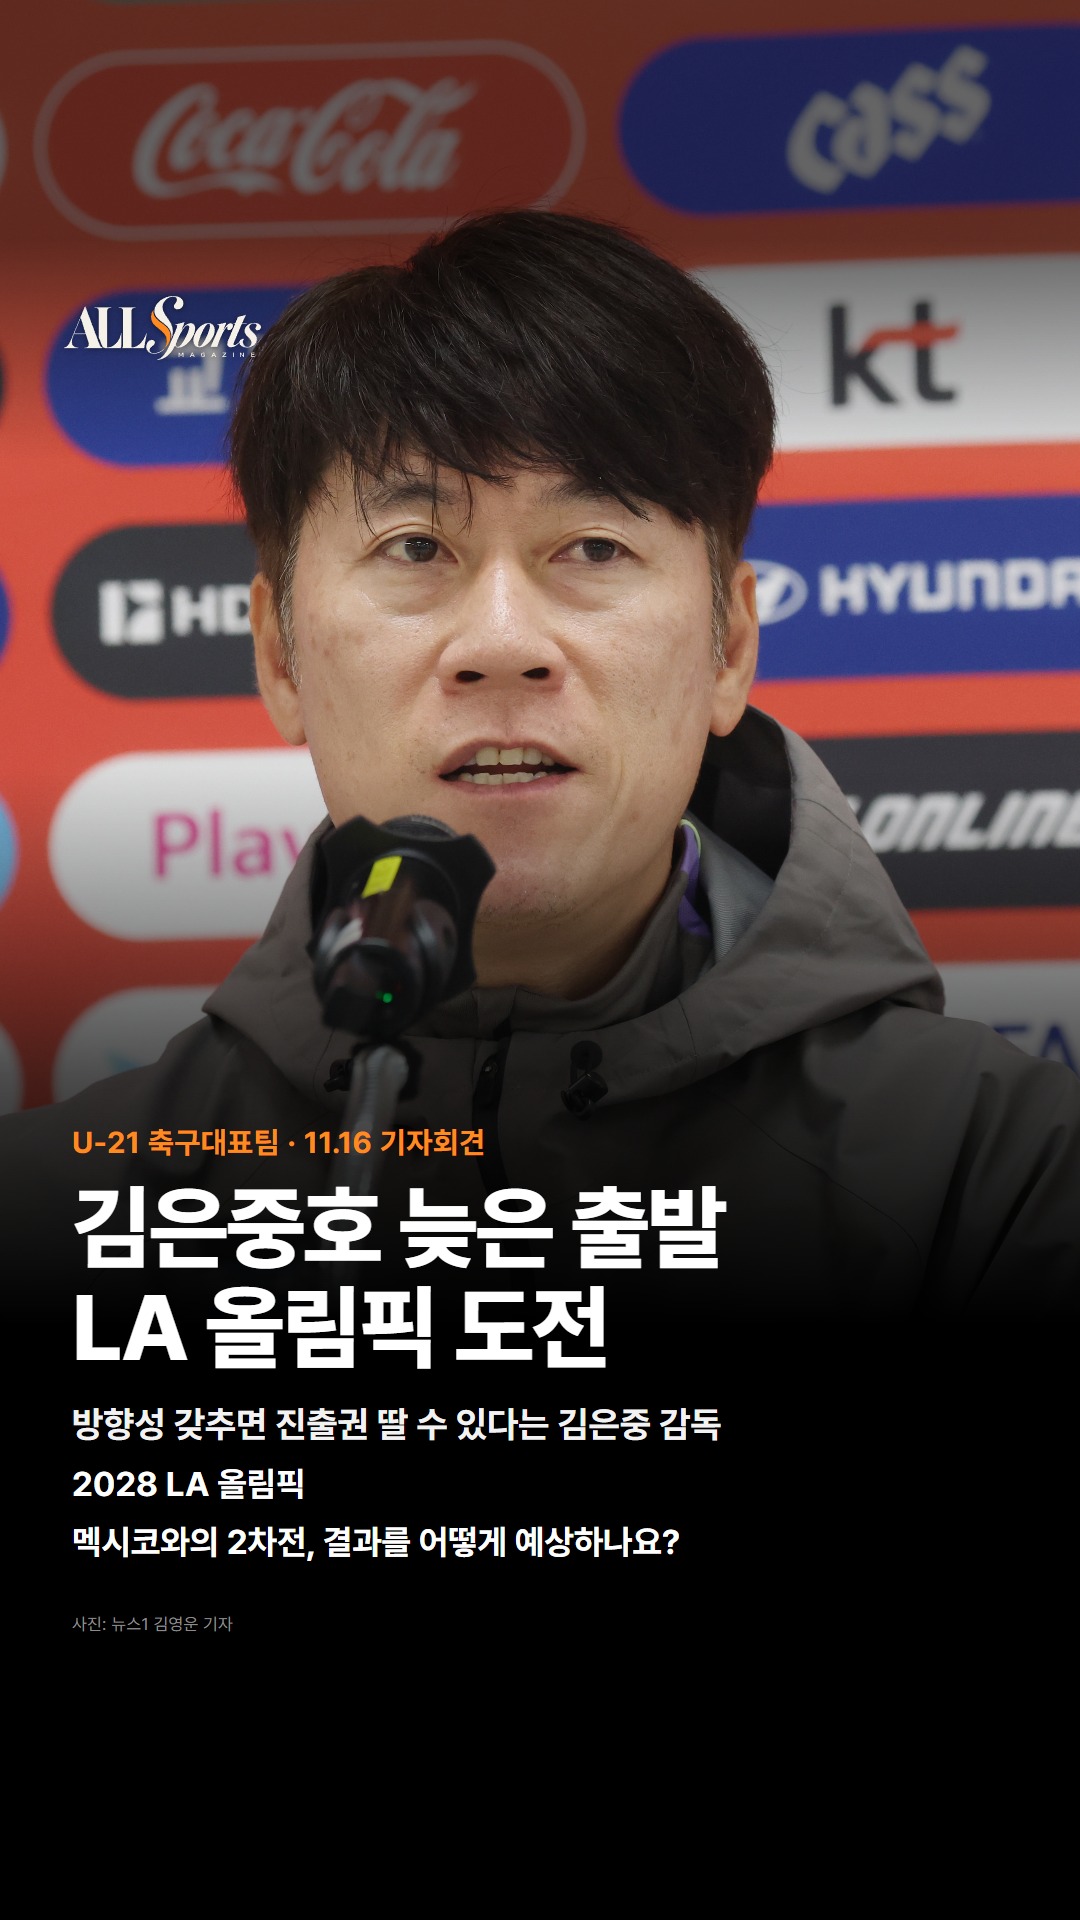 Coca-Cola
cass
ALL Sports
MAGAZINE
교
kt
HD
HYUNDA
Play
ONLINE
FA
U-21 축구대표팀 · 11.16 기자회견
김은중호 늦은 출발
LA 올림픽 도전
방향성 갖추면 진출권 딸 수 있다는 김은중 감독
2028 LA 올림픽
멕시코와의 2차전, 결과를 어떻게 예상하나요?
사진: 뉴스1 김영운 기자